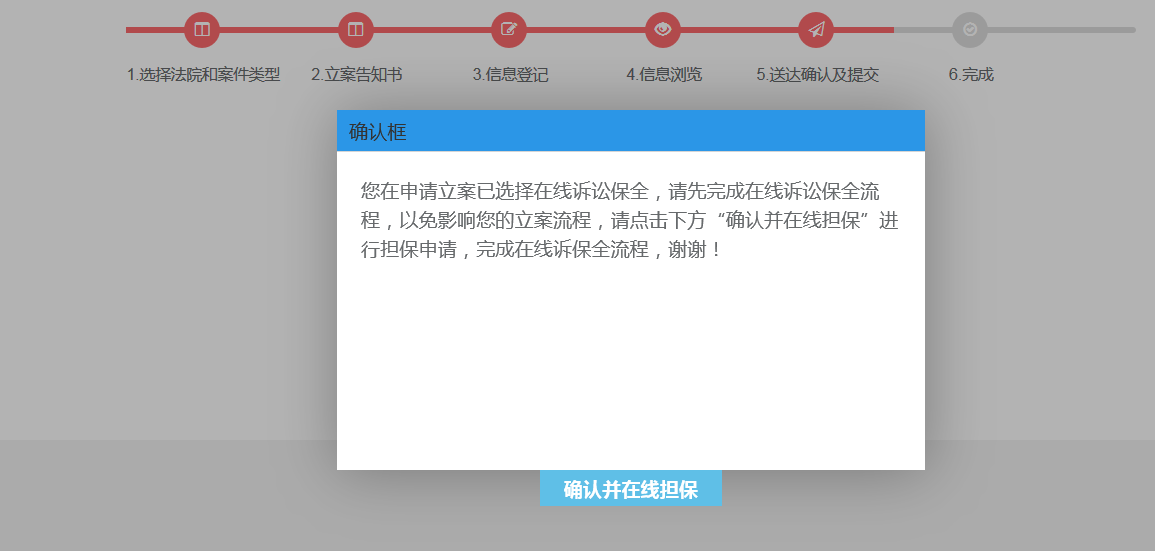 1.选择法院和案件类型 2.立案告知书 3.信息登记 4.信息浏览 5.送达确认及提交 6.完成
确认框
您在申请立案已选择在线诉讼保全，请先完成在线诉讼保全流
程，以免影响您的立案流程，请点击下方“确认并在线担保”进
行担保申请，完成在线诉保全流程，谢谢！
确认并在线担保